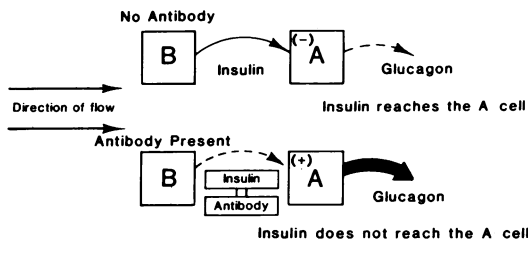 No Antibody
(-)
B
A
Insulin
Glucagon
Direction of flow
Insulin reaches the A cell
Antibody Present
(+)
B
A
Insulin
Antibody
Glucagon
Insulin does not reach the A cell